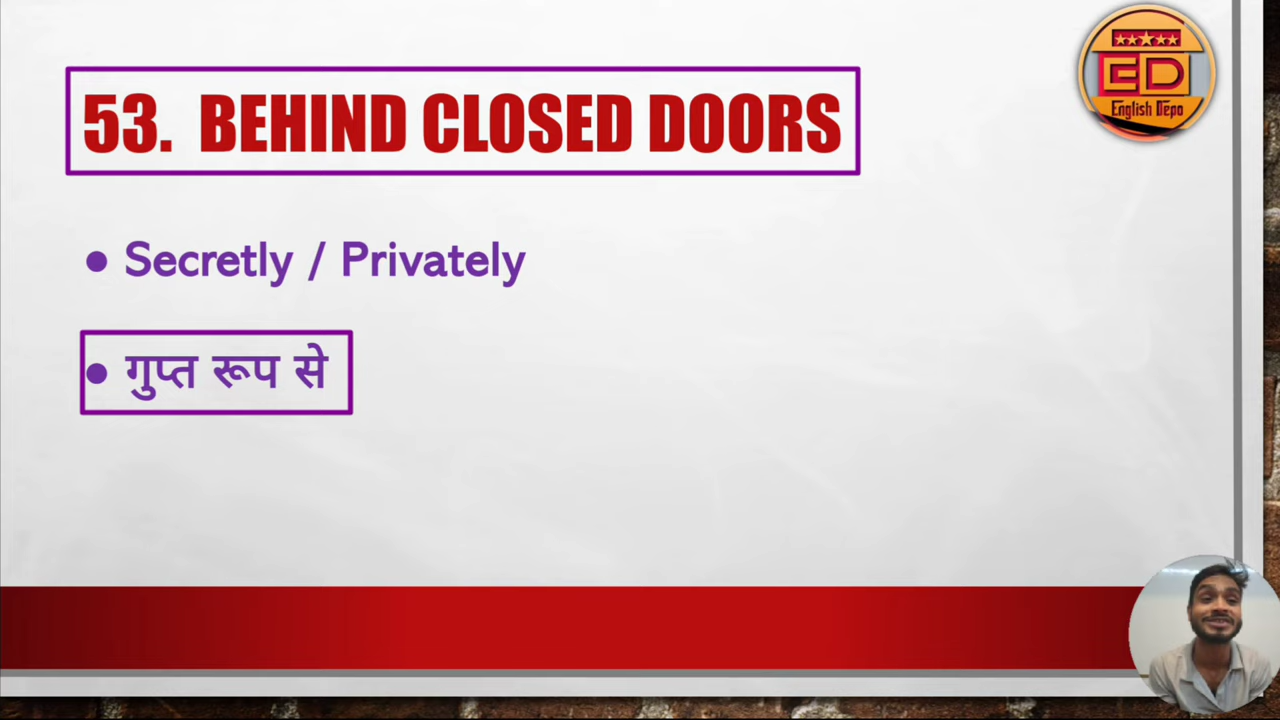 53. BEHIND CLOSED DOORS
ED
English Depo
• Secretly / Privately
• गुप्त रूप से